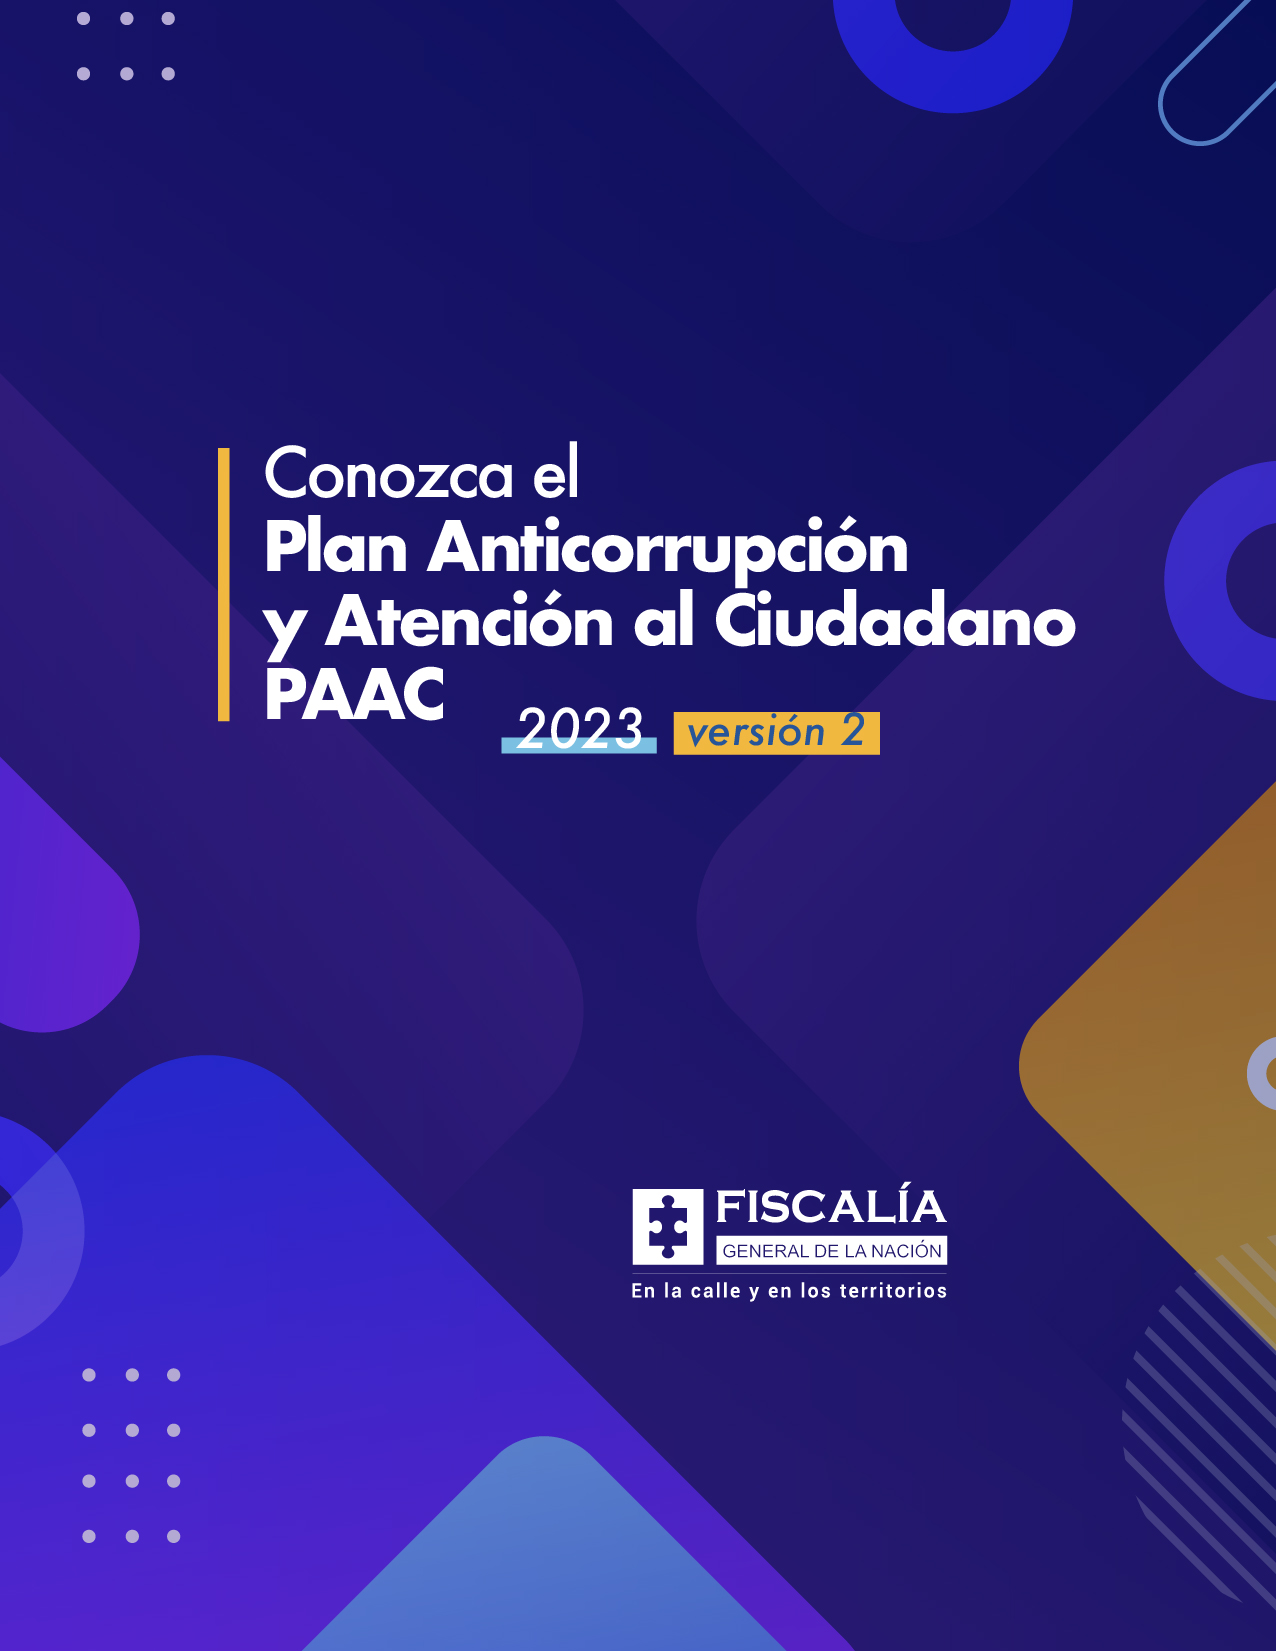 Conozca el
Plan Anticorrupción
y Atención al Ciudadano
PAAC
2023 versión 2
FISCALÍA
GENERAL DE LA NACIÓN
En la calle y en los territorios